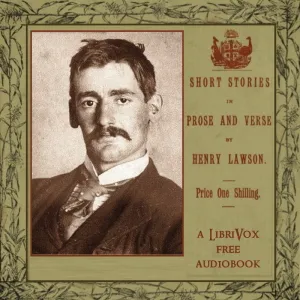 SHORT STORIES
IN
PROSE AND VERSE
BY
HENRY LAWSON.
Price One Shilling.
A LIBRIVOX
FREE
AUDIOBOOK